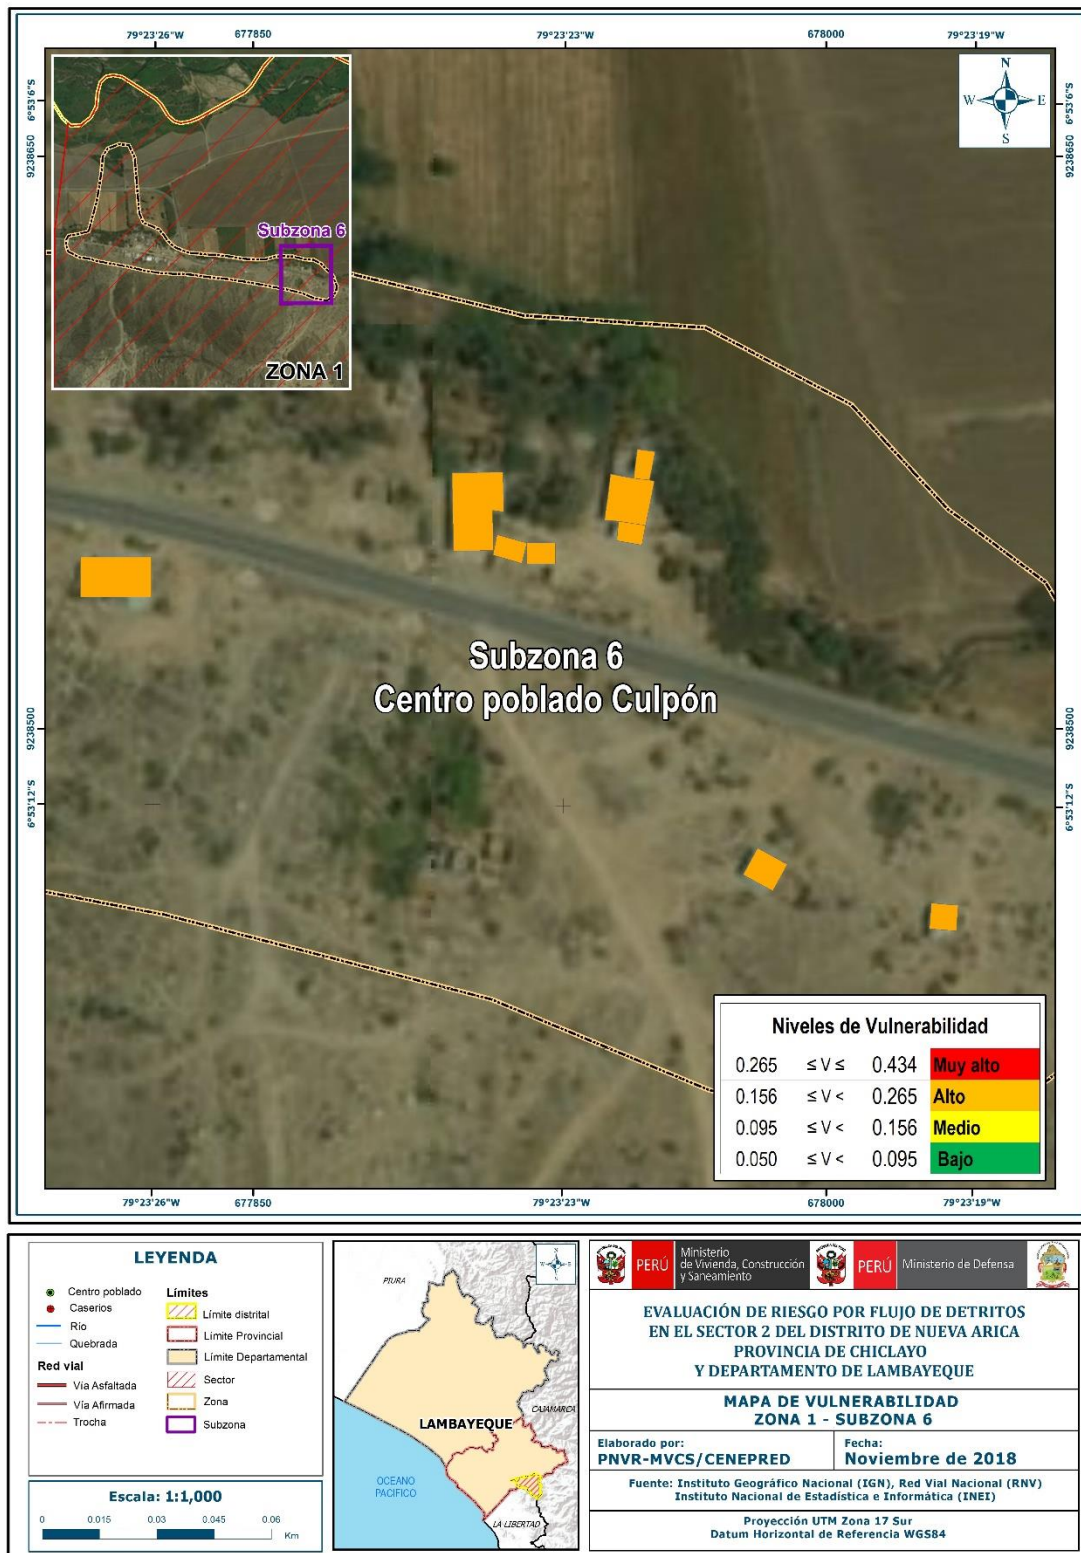 79°23'26"W 677850 79°23'23"W 678000 79°23'19"W
6°53'6"S
9238650
9238500
6°53'12"S
6°53'6"S
9238650
9238500
6°53'12"S
N
W E
S
Subzona 6
ZONA 1
Subzona 6
Centro poblado Culpón
Niveles de Vulnerabilidad
0.265 ≤ V ≤ 0.434 Muy alto
0.156 ≤ V < 0.265 Alto
0.095 ≤ V < 0.156 Medio
0.050 ≤ V < 0.095 Bajo
79°23'26"W 677850 79°23'23"W 678000 79°23'19"W
LEYENDA
Centro poblado
Caserios
Río
Quebrada
Red vial
Vía Asfaltada
Vía Afirmada
Trocha
Límites
Límite distrital
Limite Provincial
Límite Departamental
Sector
Zona
Subzona
Escala: 1:1,000
0 0.015 0.03 0.045 0.06
Km
PIURA
CAJAMARCA
LAMBAYEQUE
OCEANO
PACIFICO
LA LIBERTAD
PERÚ
Ministerio
de Vivienda, Construcción
y Saneamiento
PERÚ
Ministerio de Defensa
EVALUACIÓN DE RIESGO POR FLUJO DE DETRITOS
EN EL SECTOR 2 DEL DISTRITO DE NUEVA ARICA
PROVINCIA DE CHICLAYO
Y DEPARTAMENTO DE LAMBAYEQUE
MAPA DE VULNERABILIDAD
ZONA 1 - SUBZONA 6
Elaborado por:
PNVR-MVCS/CENEPRED
Fecha:
Noviembre de 2018
Fuente: Instituto Geográfico Nacional (IGN), Red Vial Nacional (RNV)
Instituto Nacional de Estadística e Informática (INEI)
Proyección UTM Zona 17 Sur
Datum Horizontal de Referencia WGS84